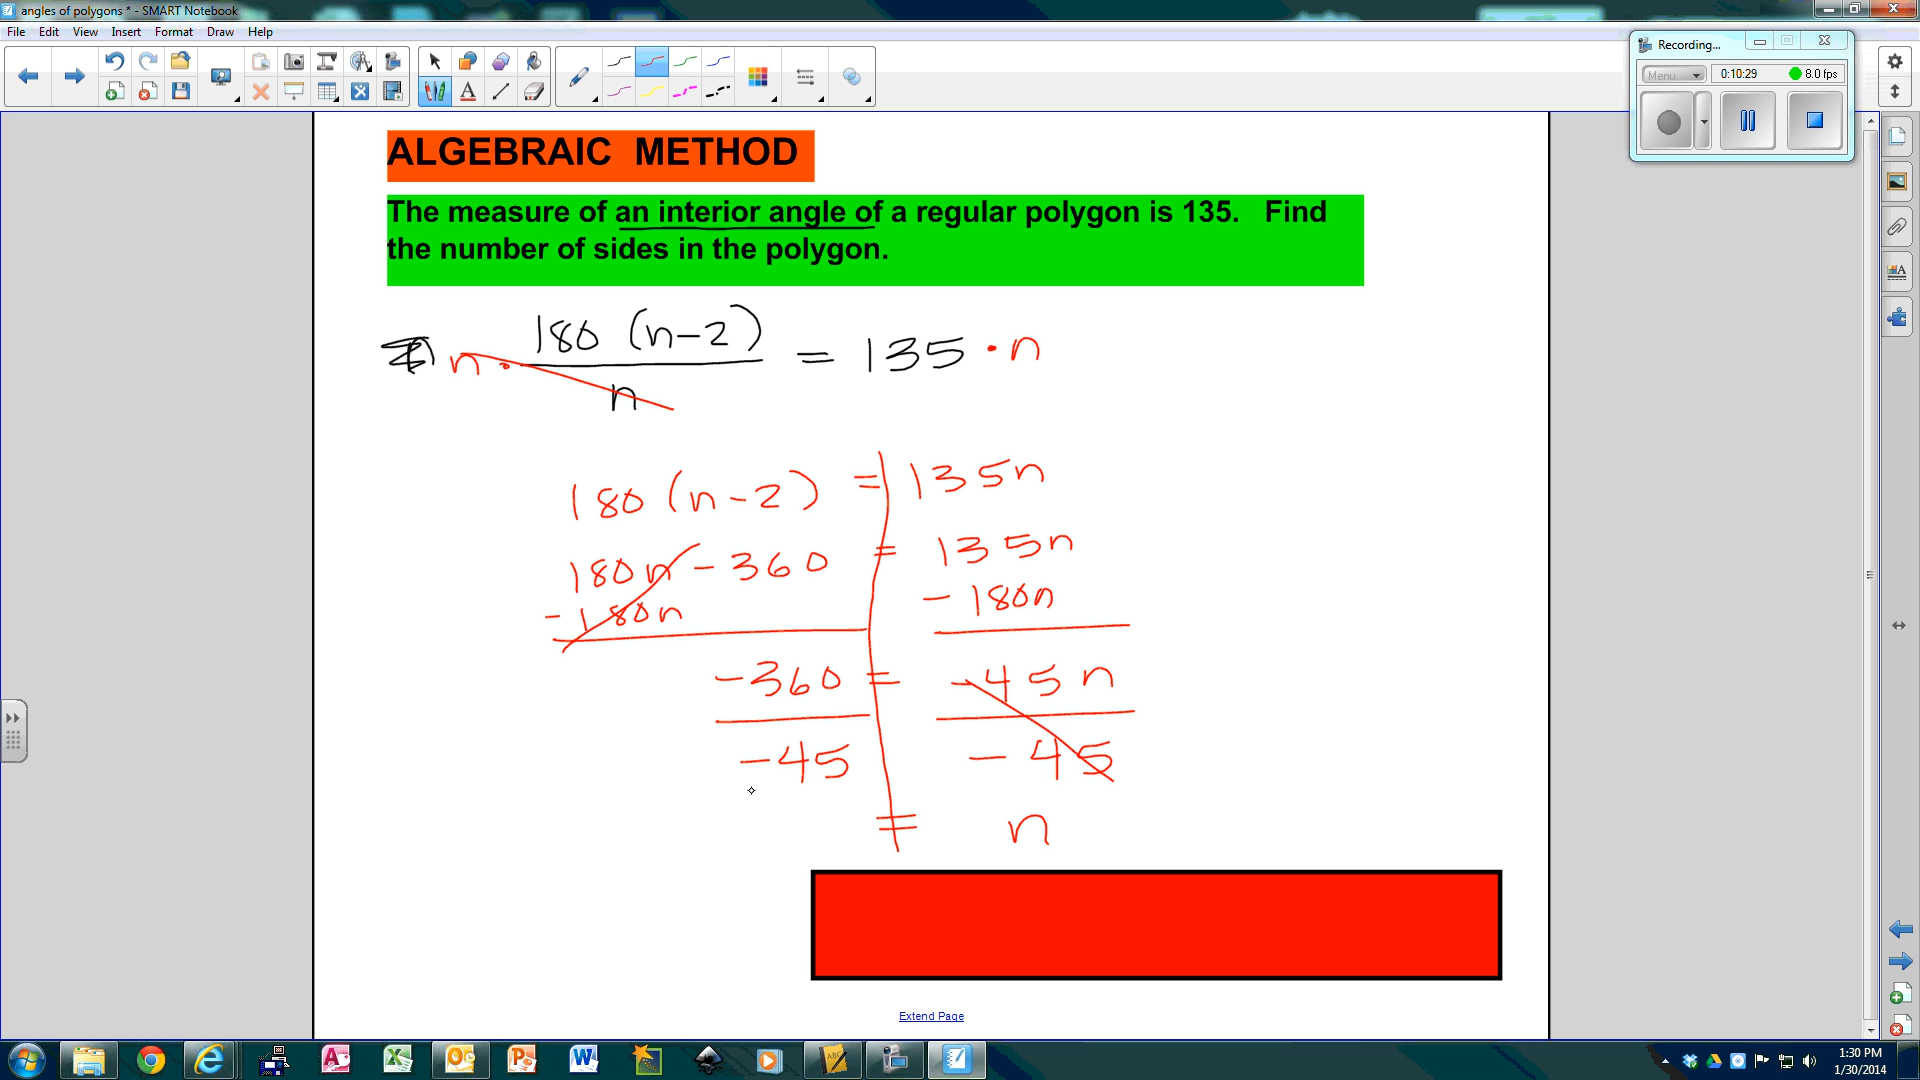 angles of polygons * - SMART Notebook
File Edit View Insert Format Draw Help
Recording...
Menu
0:10:29 8.0 fps
ALGEBRAIC METHOD
The measure of an interior angle of a regular polygon is 135. Find
the number of sides in the polygon.
n · 180 (n-2) / n = 135 · n
180 (n-2) = 135n
180n - 360 = 135n
-180n - 180n
-360 = -45n
-45 -45
= n
Extend Page
1:30 PM
1/30/2014